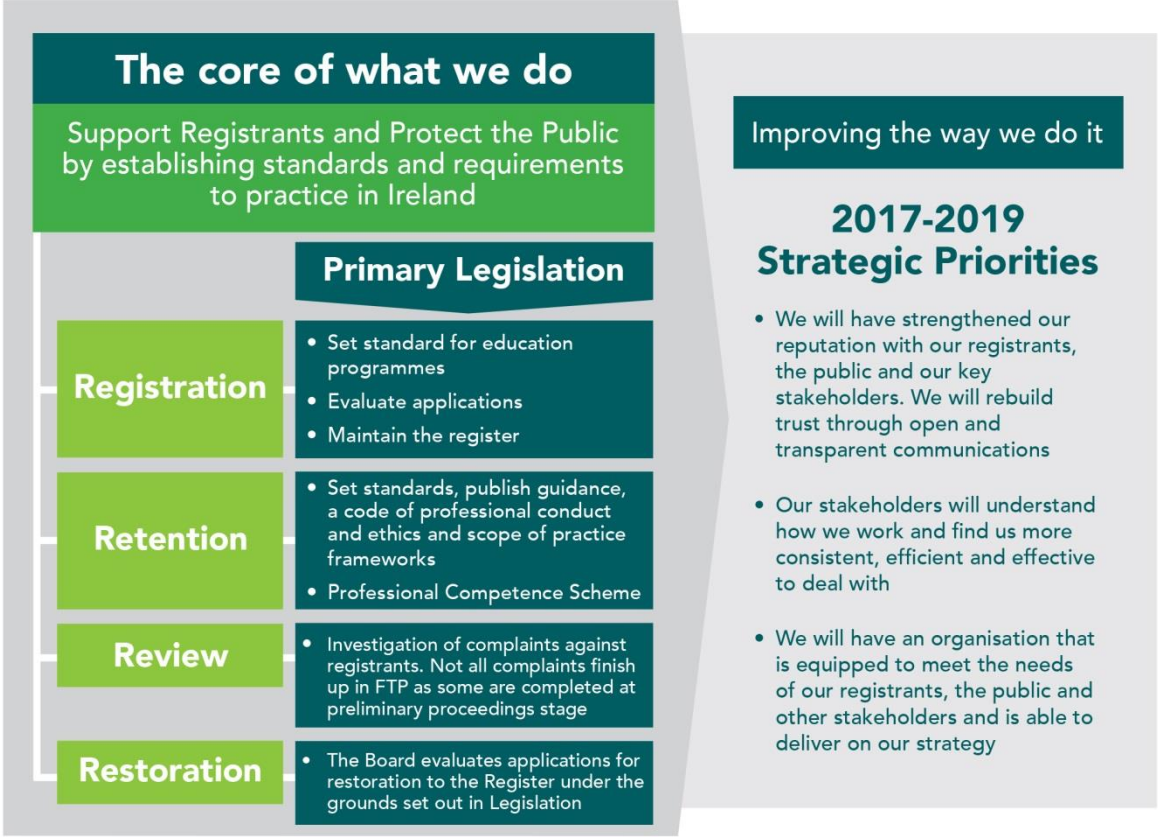 The core of what we do
Support Registrants and Protect the Public
by establishing standards and requirements
to practice in Ireland
Primary Legislation
Registration
• Set standard for education
programmes
• Evaluate applications
• Maintain the register
Retention
• Set standards, publish guidance,
a code of professional conduct
and ethics and scope of practice
frameworks
• Professional Competence Scheme
Review
• Investigation of complaints against
registrants. Not all complaints finish
up in FTP as some are completed at
preliminary proceedings stage
Restoration
• The Board evaluates applications for
restoration to the Register under the
grounds set out in Legislation
Improving the way we do it
2017-2019
Strategic Priorities
• We will have strengthened our
reputation with our registrants,
the public and our key
stakeholders. We will rebuild
trust through open and
transparent communications
• Our stakeholders will understand
how we work and find us more
consistent, efficient and effective
to deal with
• We will have an organisation that
is equipped to meet the needs
of our registrants, the public and
other stakeholders and is able to
deliver on our strategy